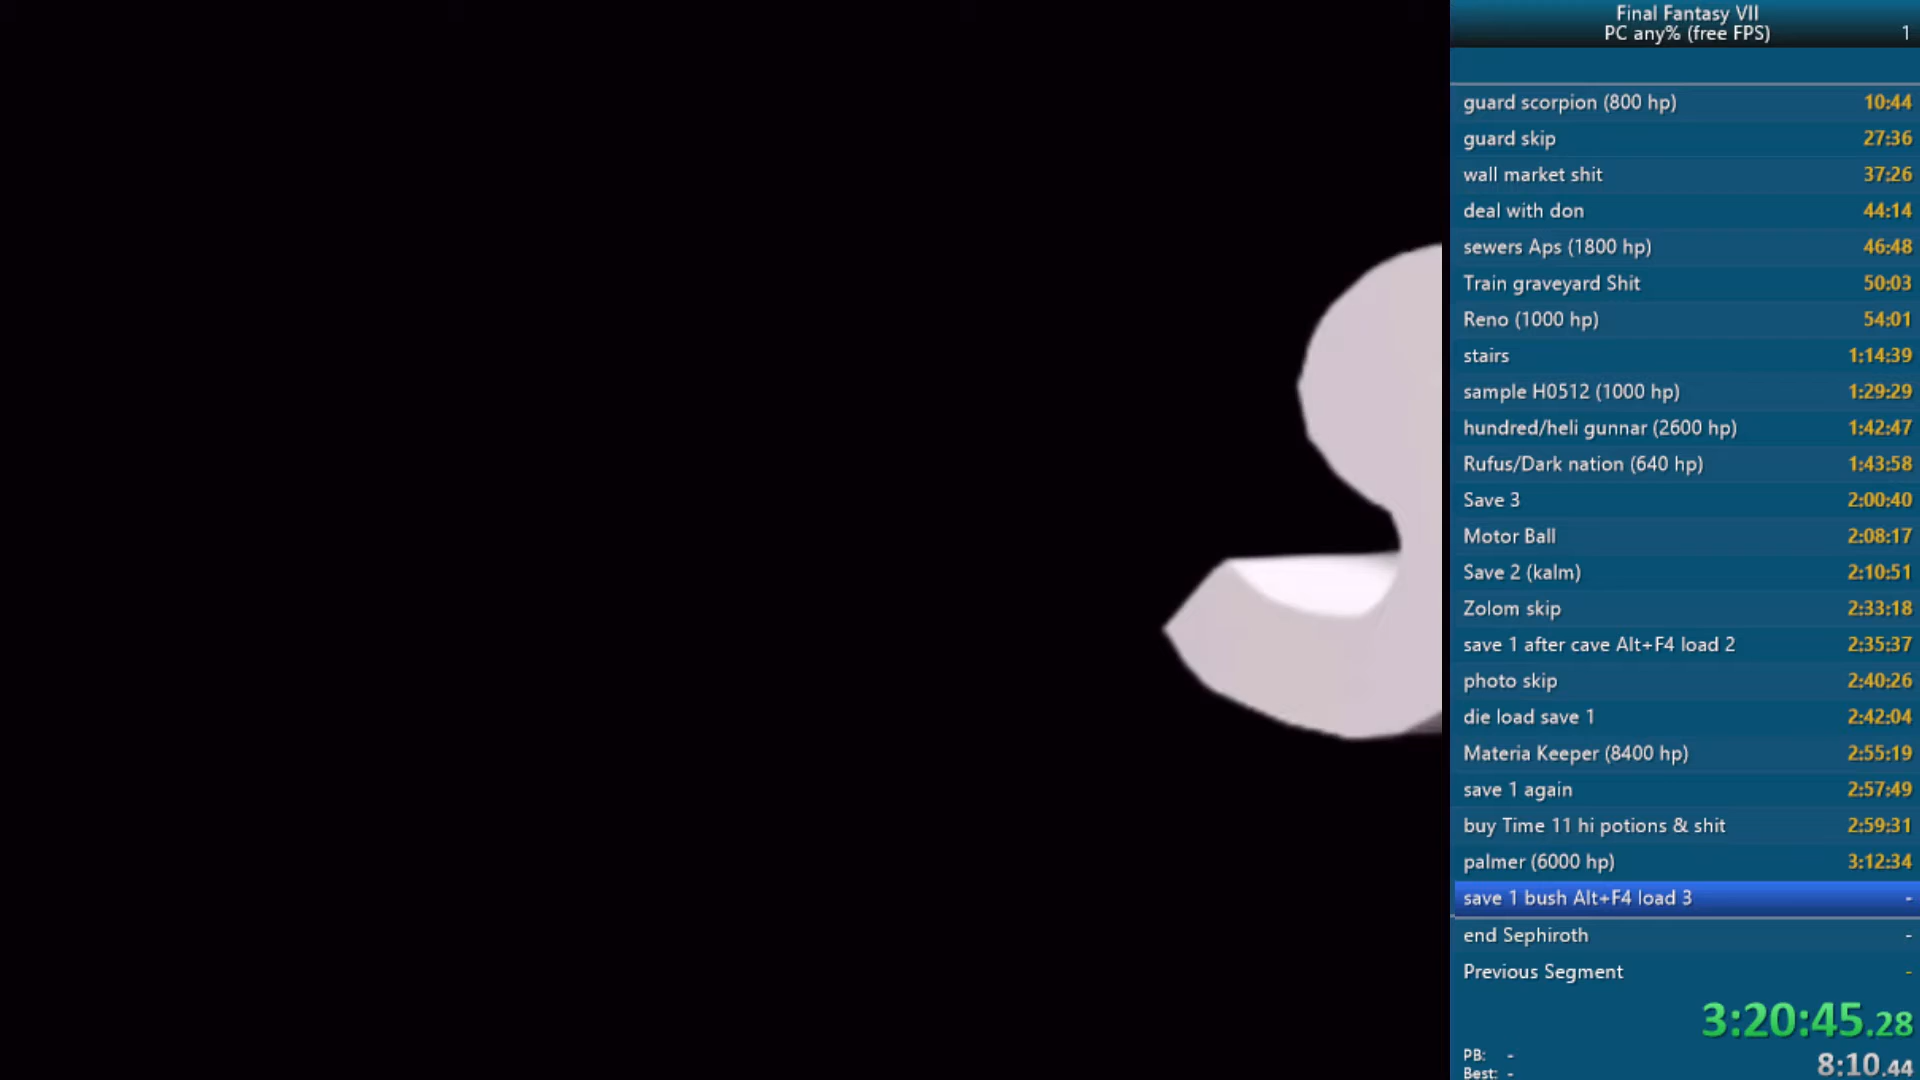 Final Fantasy VII
PC any% (free FPS) 1
guard scorpion (800 hp) 10:44
guard skip 27:36
wall market shit 37:26
deal with don 44:14
sewers Aps (1800 hp) 46:48
Train graveyard Shit 50:03
Reno (1000 hp) 54:01
stairs 1:14:39
sample H0512 (1000 hp) 1:29:29
hundred/heli gunnar (2600 hp) 1:42:47
Rufus/Dark nation (640 hp) 1:43:58
Save 3 2:00:40
Motor Ball 2:08:17
Save 2 (kalm) 2:10:51
Zolom skip 2:33:18
save 1 after cave Alt+F4 load 2 2:35:37
photo skip 2:40:26
die load save 1 2:42:04
Materia Keeper (8400 hp) 2:55:19
save 1 again 2:57:49
buy Time 11 hi potions & shit 2:59:31
palmer (6000 hp) 3:12:34
save 1 bush Alt+F4 load 3 -
end Sephiroth -
Previous Segment -
3:20:45.28
PB: -
Best: - 8:10.44